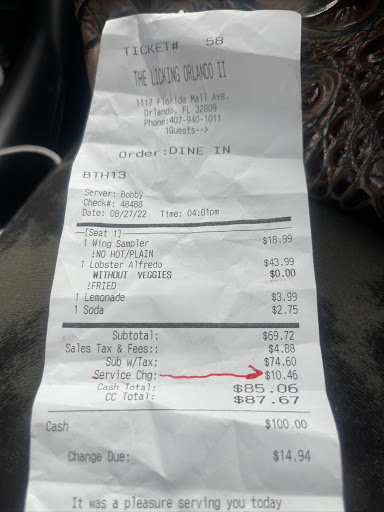 TICKET# 58
THE LICKING ORLANDO II
1117 Florida Mall Ave.
Orlando, FL 32809
Phone:407-940-1011
1Guests-->
Order:DINE IN
BTH13
Server: Bobby
Check#: 48488
Date: 08/27/22 Time: 04:01pm
[Seat 1]
1 Wing Sampler $18.99
!NO HOT/PLAIN
1 Lobster Alfredo $43.99
WITHOUT VEGGIES $0.00
!FRIED
1 Lemonade $3.99
1 Soda $2.75
Subtotal: $69.72
Sales Tax & Fees:: $4.88
Sub w/Tax: $74.60
Service Chg: $10.46
Cash Total: $85.06
CC Total: $87.67
Cash $100.00
Change Due: $14.94
It was a pleasure serving you today